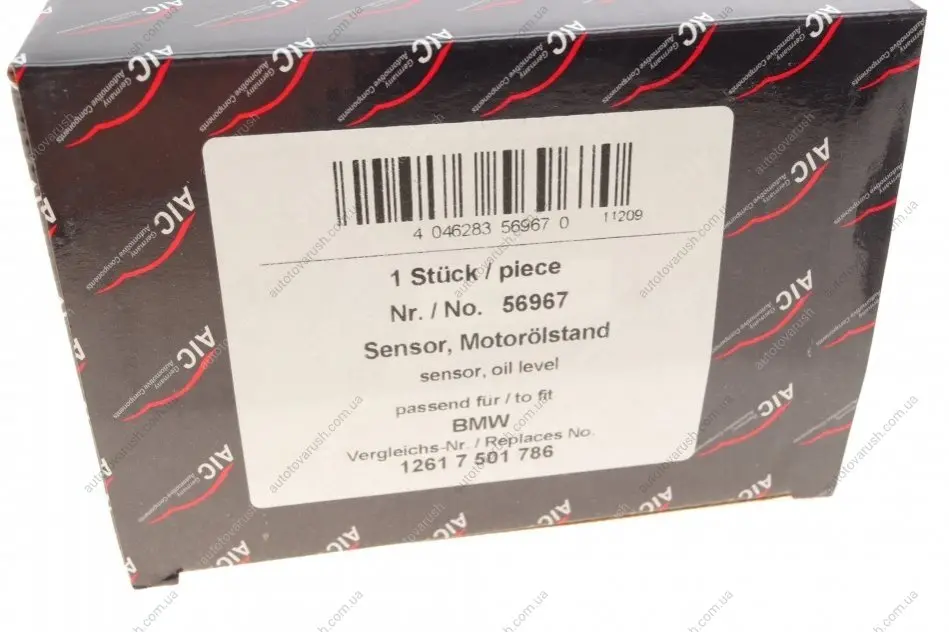 AIC
Germany
Automotive Components
4 046283 56967 0
11209
1 Stück / piece
Nr. / No. 56967
Sensor, Motorölstand
sensor, oil level
passend für / to fit
BMW
Vergleichs-Nr. / Replaces No.
1261 7 501 786
autotovarush.com.ua